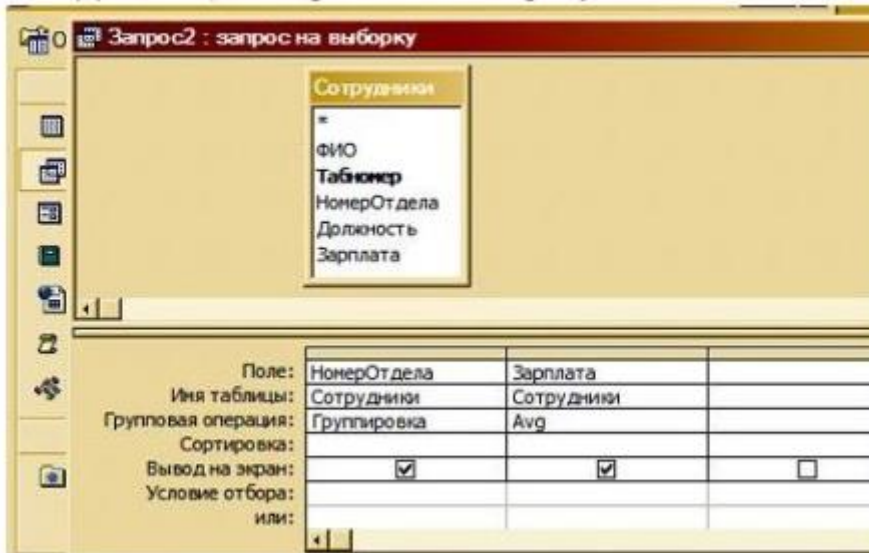 Запрос2 : запрос на выборку
Сотрудники
*
ФИО
Табномер
НомерОтдела
Должность
Зарплата
Поле: НомерОтдела Зарплата
Имя таблицы: Сотрудники Сотрудники
Групповая операция: Группировка Avg
Сортировка:
Вывод на экран:
Условие отбора:
или: